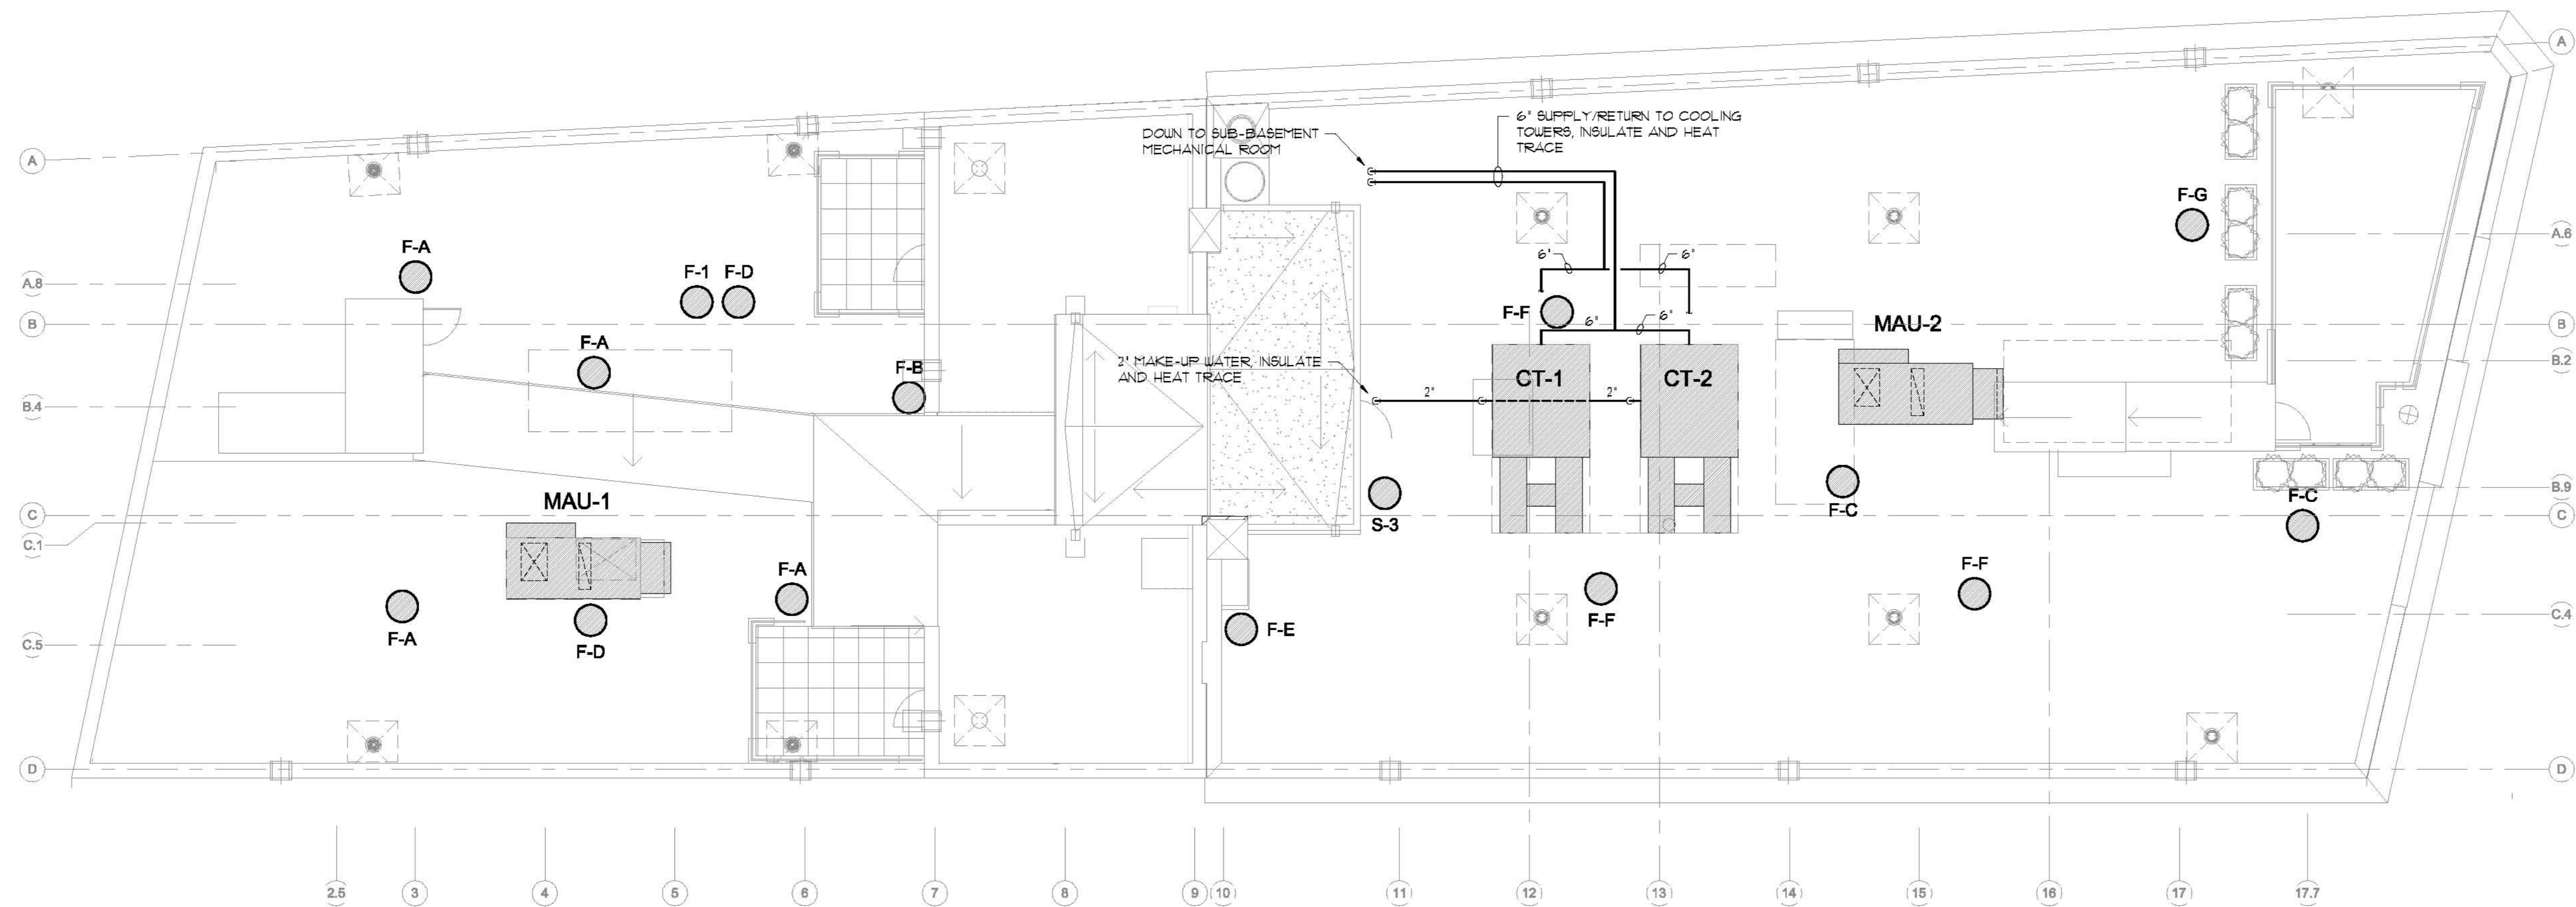 A
A
DOWN TO SUB-BASEMENT
MECHANICAL ROOM
6" SUPPLY/RETURN TO COOLING
TOWERS, INSULATE AND HEAT
TRACE
F-G
A.6
F-A
A.8
F-1 F-D
6'
6"
F-F
6"
6"
B
MAU-2
B
F-A
F-B
2' MAKE-UP WATER, INSULATE
AND HEAT TRACE
B.2
CT-1
CT-2
B.4
2"
2"
MAU-1
B.9
F-C
F-C
C
S-3
C
C.1
F-A
F-F
F-A
F-D
F-E
F-F
C.4
C.5
D
D
2.5 3 4 5 6 7 8 9 10 11 12 13 14 15 16 17 17.7